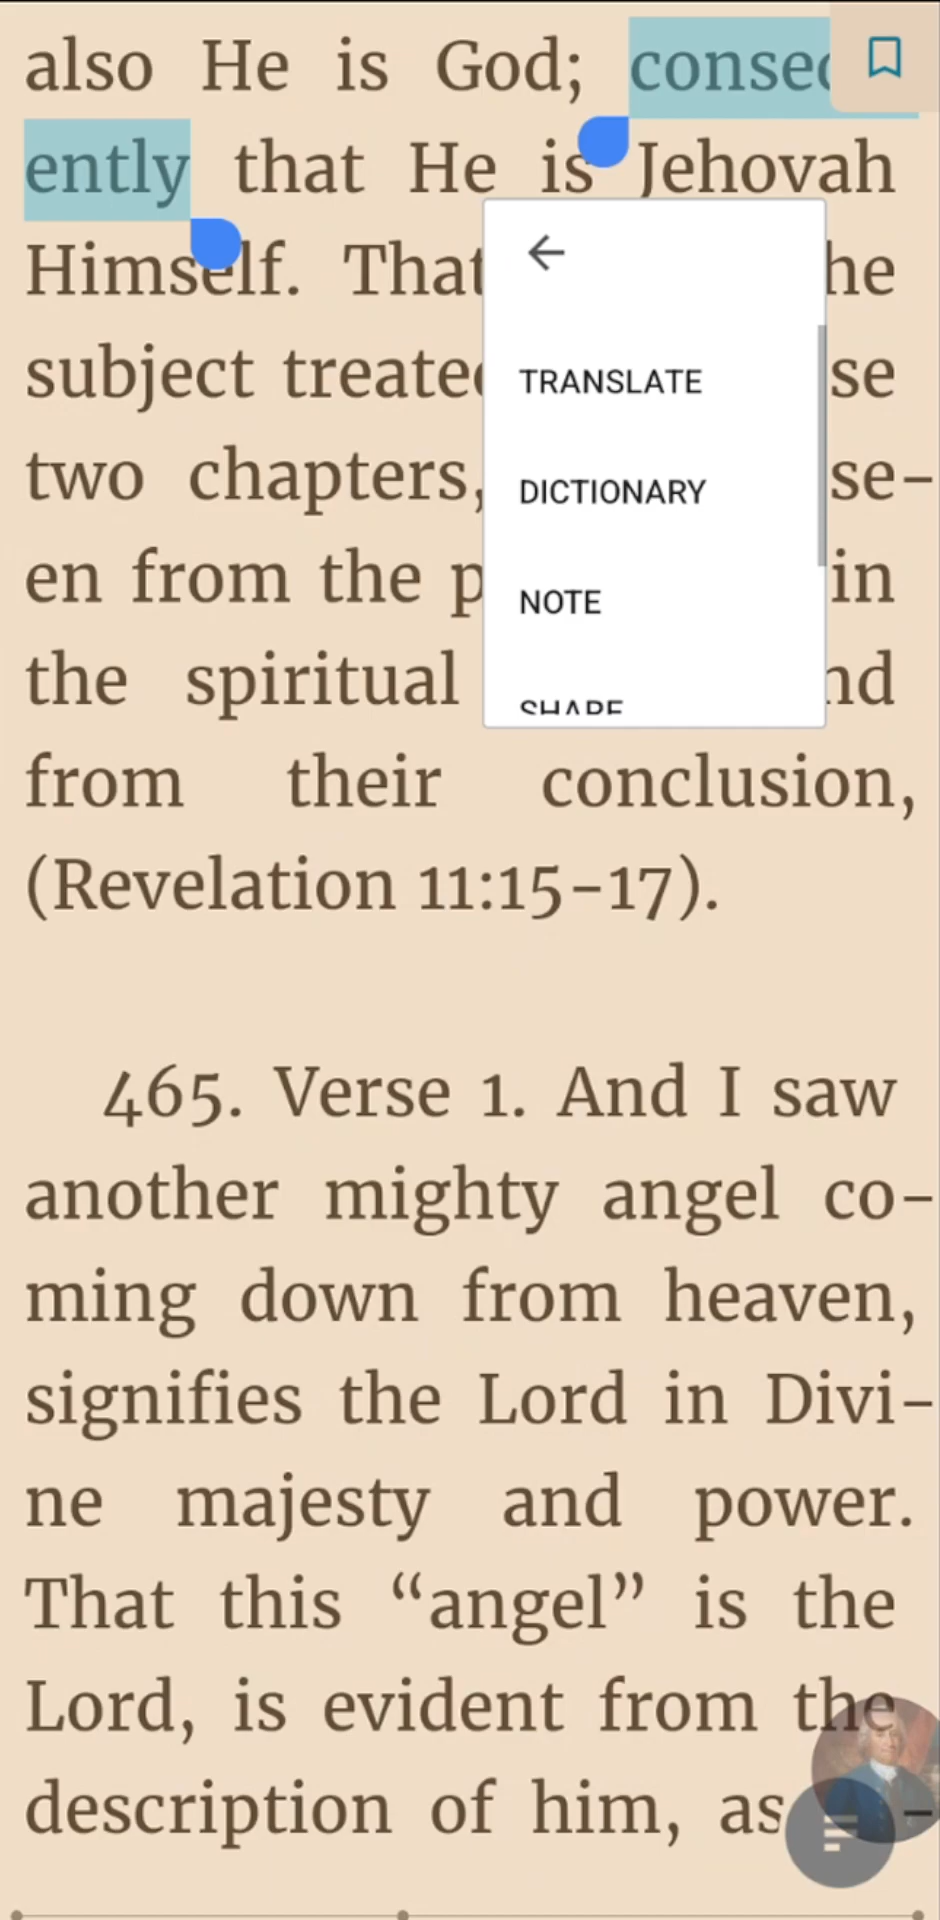 also He is God;
ently that He is Jehovah
Himself. That he
subject treated se
two chapters, se-
en from the in
the spiritual
from their conclusion,
(Revelation 11:15-17).
TRANSLATE
DICTIONARY
NOTE
SHARE
465. Verse 1. And I saw
another mighty angel co-
ming down from heaven,
signifies the Lord in Divi-
ne majesty and power.
That this “angel” is the
Lord, is evident from the
description of him, as